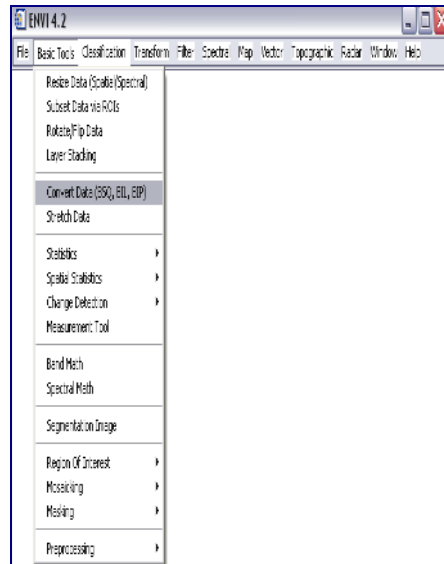 ENVI 4.2
File Basic Tools Classification Transform Filter Spectral Map Vector Topographic Radar Window Help
Resize Data (Spatial/Spectral)
Subset Data via ROIs
Rotate/Flip Data
Layer Stacking
Convert Data (BSQ, BIL, BIP)
Stretch Data
Statistics
Spatial Statistics
Change Detection
Measurement Tool
Band Math
Spectral Math
Segmentation Image
Region Of Interest
Mosaicking
Masking
Preprocessing